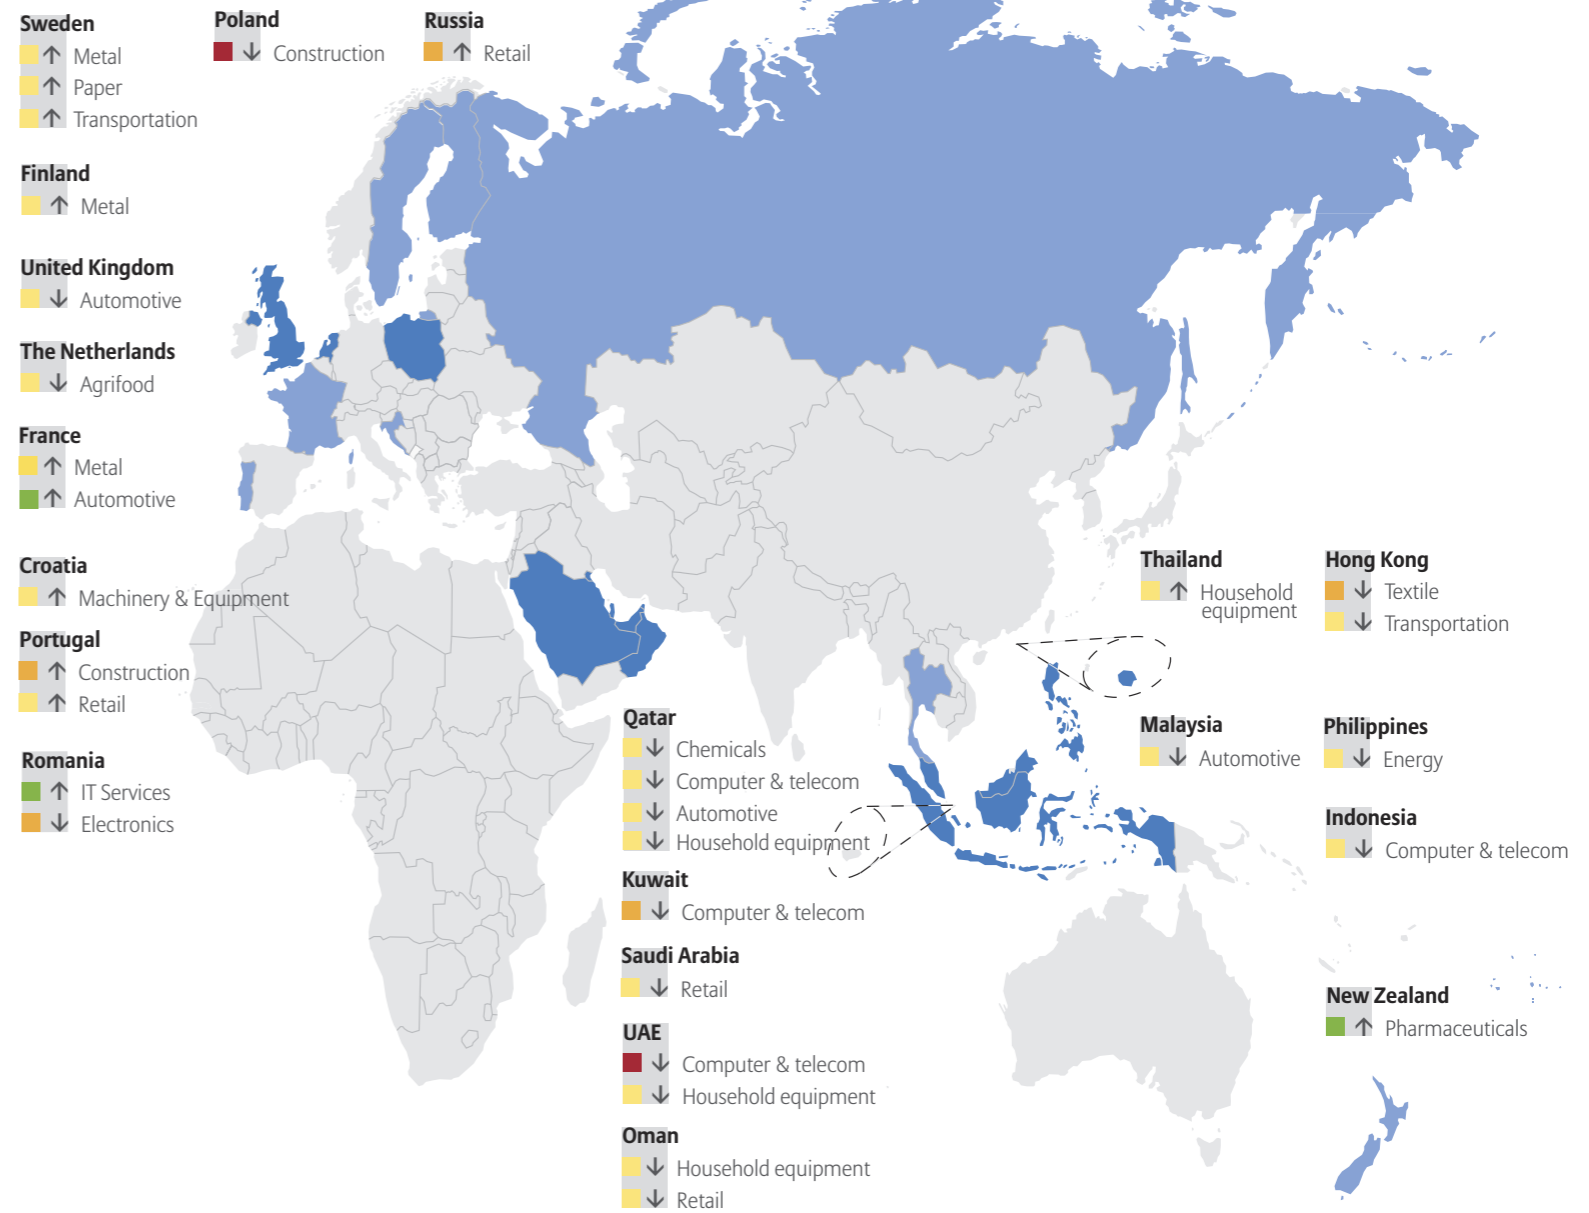 Sweden
↑ Metal
↑ Paper
↑ Transportation
Poland
↓ Construction
Russia
↑ Retail
Finland
↑ Metal
United Kingdom
↓ Automotive
The Netherlands
↓ Agrifood
France
↑ Metal
↑ Automotive
Croatia
↑ Machinery & Equipment
Portugal
↑ Construction
↑ Retail
Romania
↑ IT Services
↓ Electronics
Qatar
↓ Chemicals
↓ Computer & telecom
↓ Automotive
↓ Household equipment
Kuwait
↓ Computer & telecom
Saudi Arabia
↓ Retail
UAE
↓ Computer & telecom
↓ Household equipment
Oman
↓ Household equipment
↓ Retail
Thailand
↑ Household
equipment
Hong Kong
↓ Textile
↓ Transportation
Malaysia
↓ Automotive
Philippines
↓ Energy
Indonesia
↓ Computer & telecom
New Zealand
↑ Pharmaceuticals